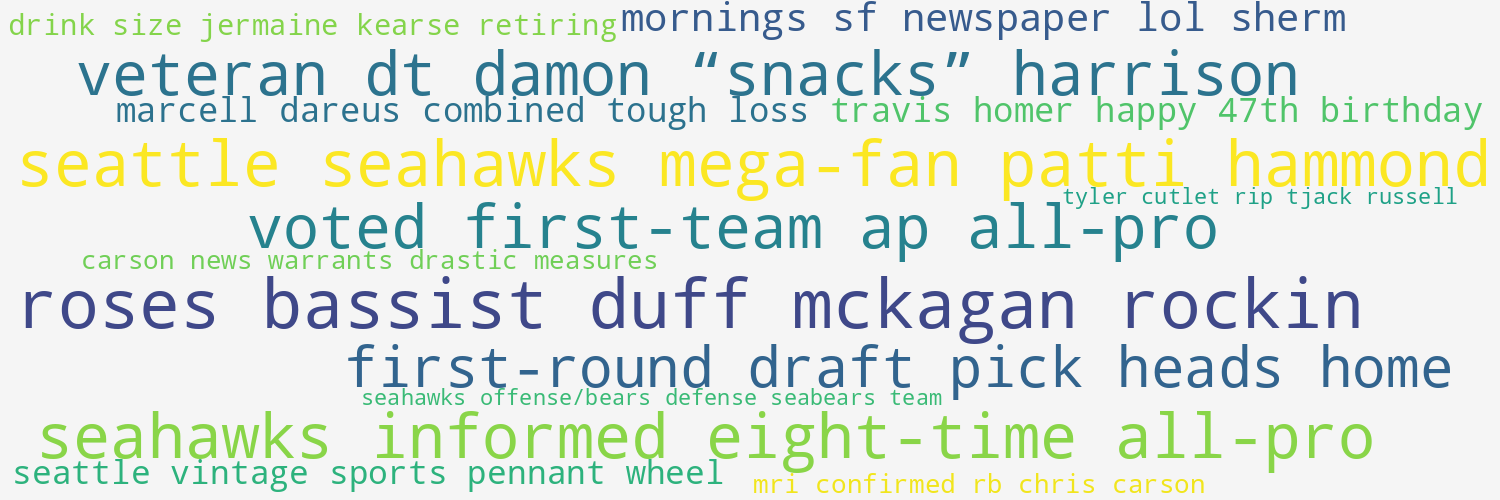 drink size jermaine kearse retiring
mornings sf newspaper lol sherm
veteran dt damon “snacks” harrison
marcell dareus combined tough loss
travis homer happy 47th birthday
seattle seahawks mega-fan patti hammond
tyler cutlet rip tjack russell
voted first-team ap all-pro
carson news warrants drastic measures
roses bassist duff mckagan rockin
first-round draft pick heads home
seahawks offense/bears defense seabears team
seahawks informed eight-time all-pro
seattle vintage sports pennant wheel
mri confirmed rb chris carson